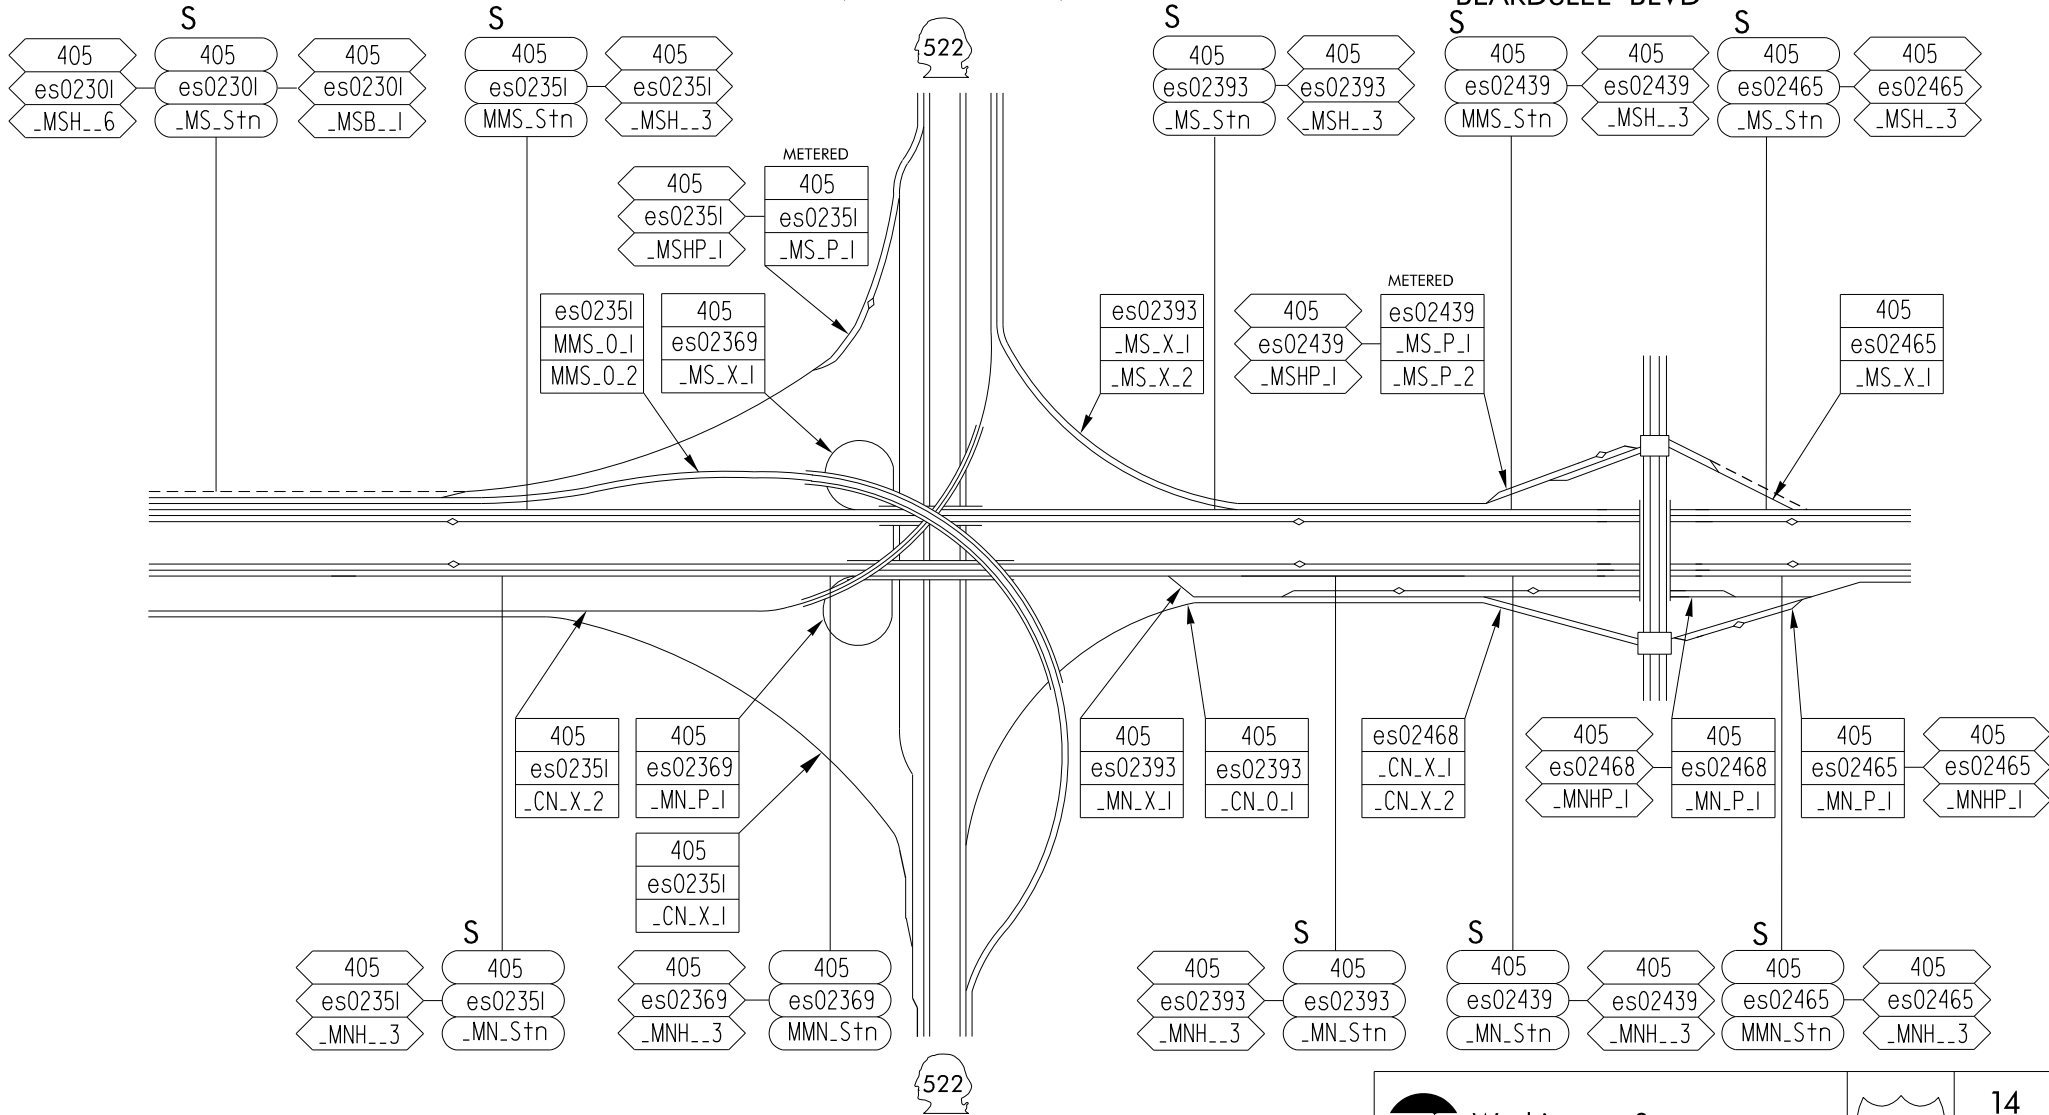 BEARDSLEE BLVD
S
405
es02301
_MSH__6
405
es02301
_MS_Stn
405
es02301
_MSB__1
S
405
es02351
MMS_Stn
405
es02351
_MSH__3
522
S
405
es02393
_MS_Stn
405
es02393
_MSH__3
S
405
es02439
MMS_Stn
405
es02439
_MSH__3
S
405
es02465
_MS_Stn
405
es02465
_MSH__3
405
es02351
_MSHP_1
METERED
405
es02351
_MS_P_1
es02351
MMS_O_1
MMS_O_2
405
es02369
_MS_X_1
es02393
_MS_X_1
_MS_X_2
405
es02439
_MSHP_1
METERED
es02439
_MS_P_1
_MS_P_2
405
es02465
_MS_X_1
405
es02351
_CN_X_2
405
es02369
_MN_P_1
405
es02393
_MN_X_1
405
es02393
_CN_O_1
es02468
_CN_X_1
_CN_X_2
405
es02468
_MNHP_1
405
es02468
_MN_P_1
405
es02465
_MN_P_1
405
es02465
_MNHP_1
405
es02351
_CN_X_1
405
es02351
_MNH__3
S
405
es02351
_MN_Stn
405
es02369
_MNH__3
405
es02369
MMN_Stn
405
es02393
_MNH__3
S
405
es02393
_MN_Stn
S
405
es02439
_MN_Stn
405
es02439
_MNH__3
S
405
es02465
MMN_Stn
405
es02465
_MNH__3
522
14